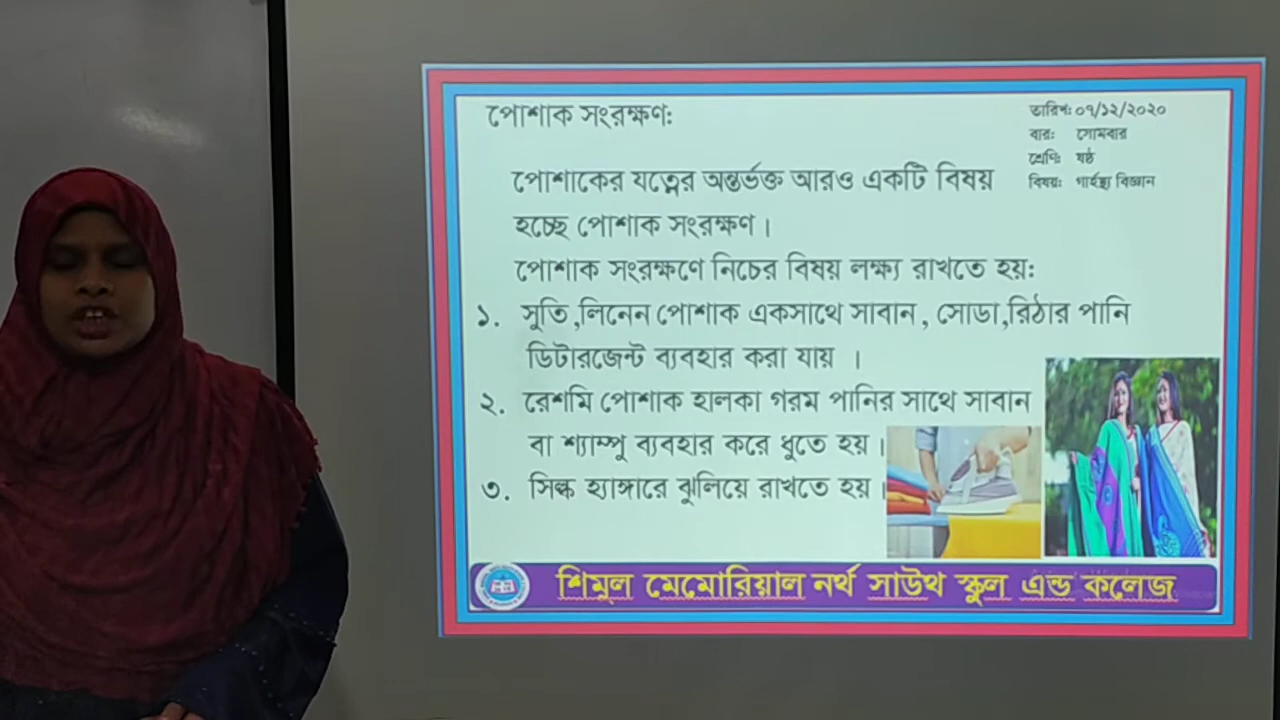 পোশাক সংরক্ষণ:
তারিখ: ০৭/১২/২০২০
বার: সোমবার
শ্রেণি: ষষ্ঠ
বিষয়: গার্হস্থ্য বিজ্ঞান
পোশাকের যত্নের অন্তর্ভক্ত আরও একটি বিষয়
হচ্ছে পোশাক সংরক্ষণ।
পোশাক সংরক্ষণে নিচের বিষয় লক্ষ্য রাখতে হয়:
১. সুতি ,লিনেন পোশাক একসাথে সাবান , সোডা,রিঠার পানি
ডিটারজেন্ট ব্যবহার করা যায় ।
২. রেশমি পোশাক হালকা গরম পানির সাথে সাবান
বা শ্যাম্পু ব্যবহার করে ধুতে হয়।
৩. সিল্ক হ্যাঙ্গারে ঝুলিয়ে রাখতে হয়।
শিমুল মেমোরিয়াল নর্থ সাউথ স্কুল এন্ড কলেজ